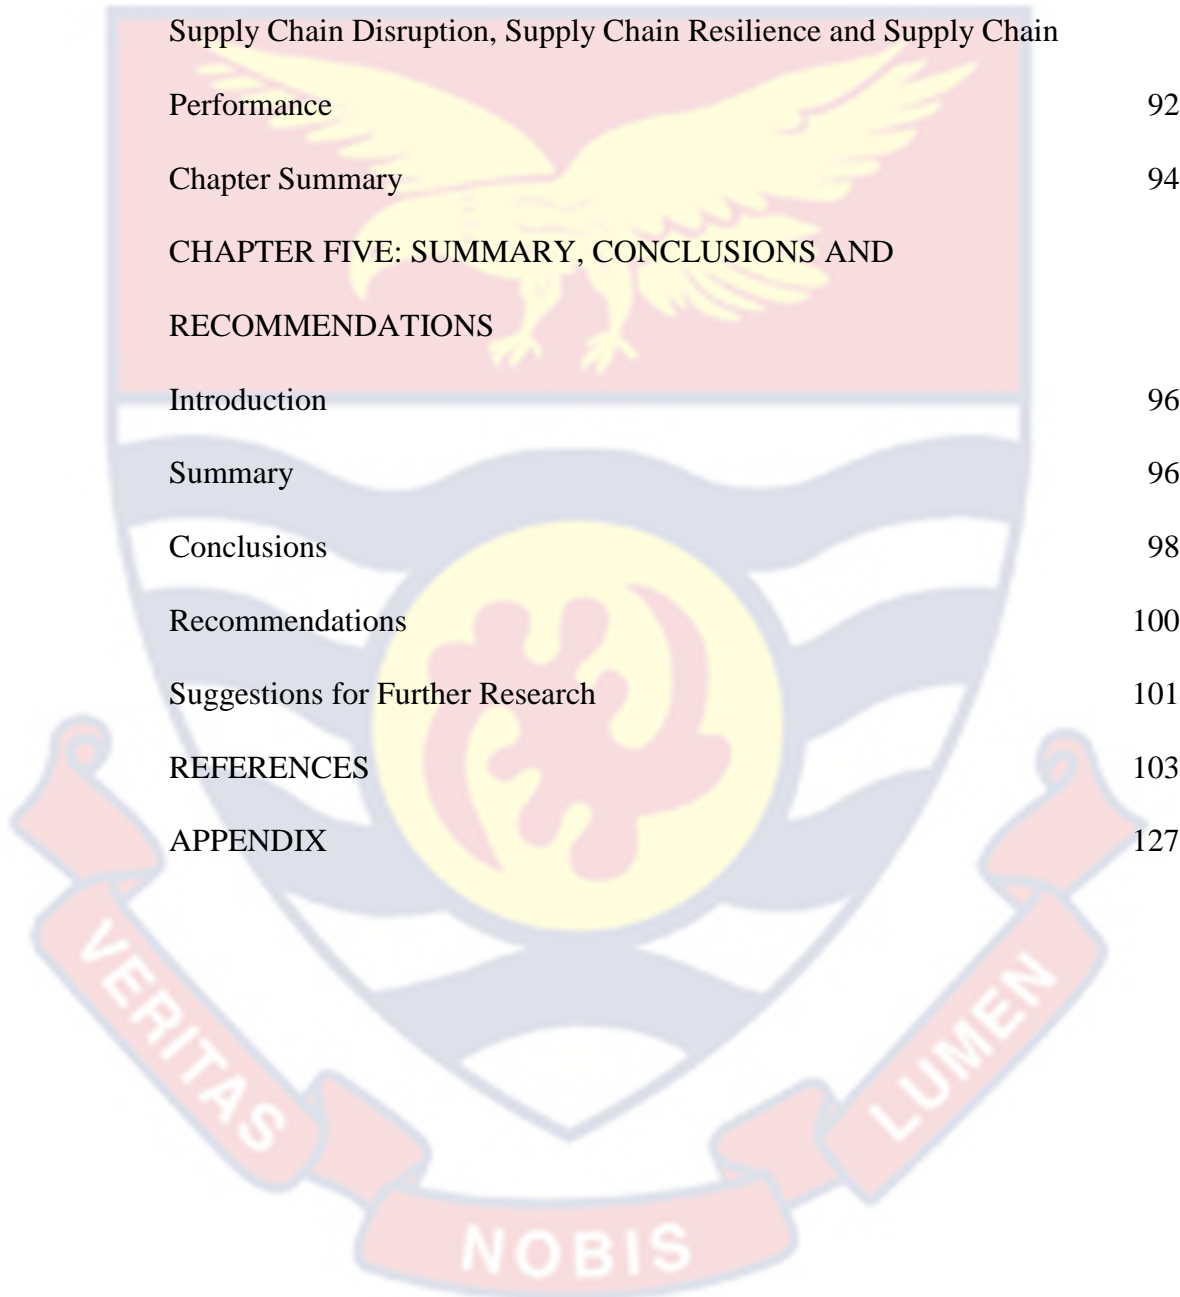 Supply Chain Disruption, Supply Chain Resilience and Supply Chain
Performance 92
Chapter Summary 94
CHAPTER FIVE: SUMMARY, CONCLUSIONS AND
RECOMMENDATIONS
Introduction 96
Summary 96
Conclusions 98
Recommendations 100
Suggestions for Further Research 101
REFERENCES 103
APPENDIX 127
VERITAS
NOBIS
LUMEN